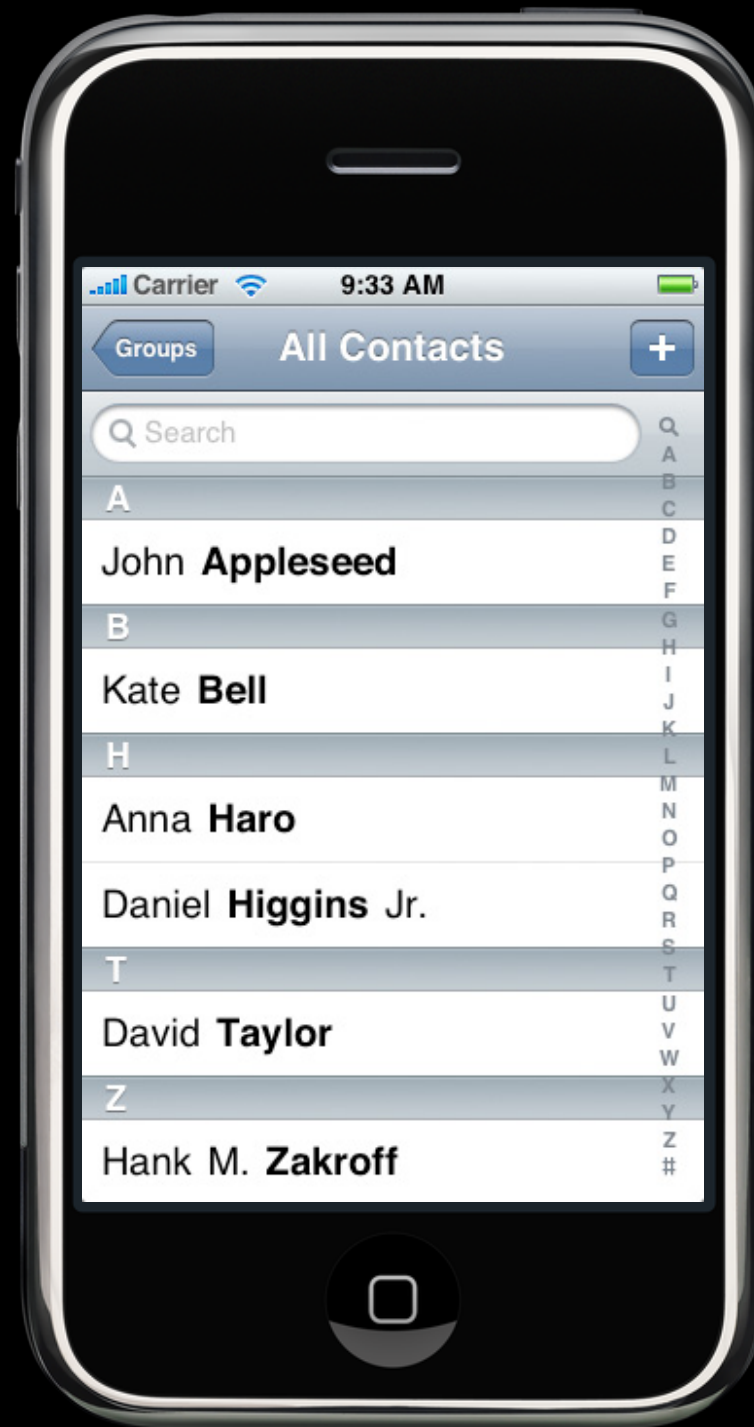 Carrier 9:33 AM
Groups All Contacts +
Search
A
John Appleseed
B
Kate Bell
H
Anna Haro
Daniel Higgins Jr.
T
David Taylor
Z
Hank M. Zakroff
A
B
C
D
E
F
G
H
I
J
K
L
M
N
O
P
Q
R
S
T
U
V
W
X
Y
Z
#